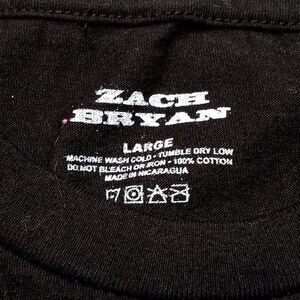 ZACH
BRYAN
LARGE
MACHINE WASH COLD - TUMBLE DRY LOW
DO NOT BLEACH OR IRON - 100% COTTON
MADE IN NICARAGUA